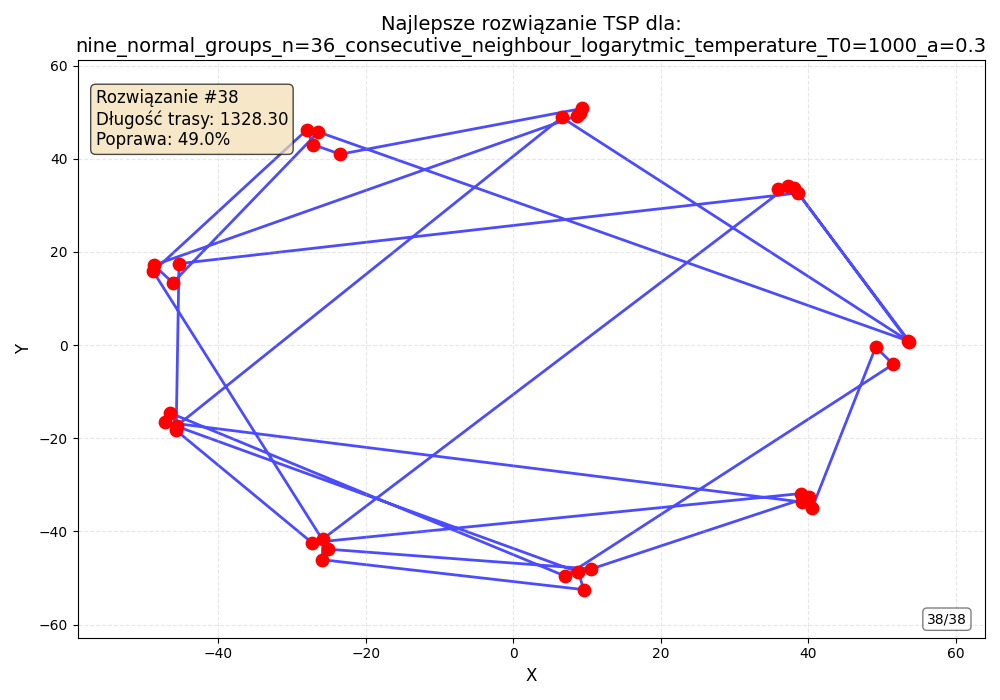 Najlepsze rozwiązanie TSP dla:
nine_normal_groups_n=36_consecutive_neighbour_logarytmic_temperature_T0=1000_a=0.3
Rozwiązanie #38
Długość trasy: 1328.30
Poprawa: 49.0%
60
40
20
0
−20
−40
−60
Y
38/38
−40
−20
0
20
40
60
X